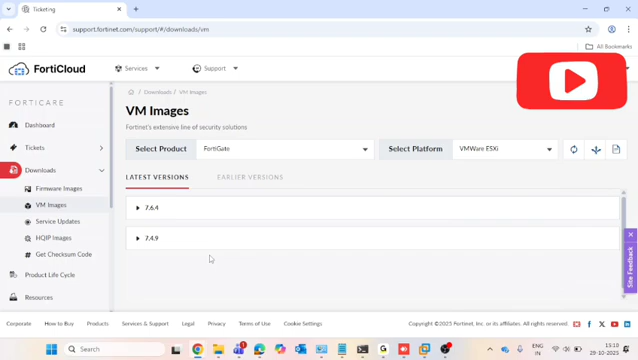 Ticketing
support.fortinet.com/support/#/downloads/vm
All Bookmarks
FortiCloud
Services
Support
FORTICARE
Dashboard
Tickets
Downloads
Firmware Images
VM Images
Service Updates
HQIP Images
Get Checksum Code
Product Life Cycle
Resources
Downloads / VM Images
VM Images
Fortinet's extensive line of security solutions
Select Product
FortiGate
Select Platform
VMWare ESXi
LATEST VERSIONS
EARLIER VERSIONS
7.6.4
7.4.9
Site Feedback
Corporate
How to Buy
Products
Services & Support
Legal
Privacy
Terms of Use
Cookie Settings
Copyright ©2025 Fortinet, Inc. or its affiliates. All rights reserved.
Search
ENG
IN
15:10
29-10-2025